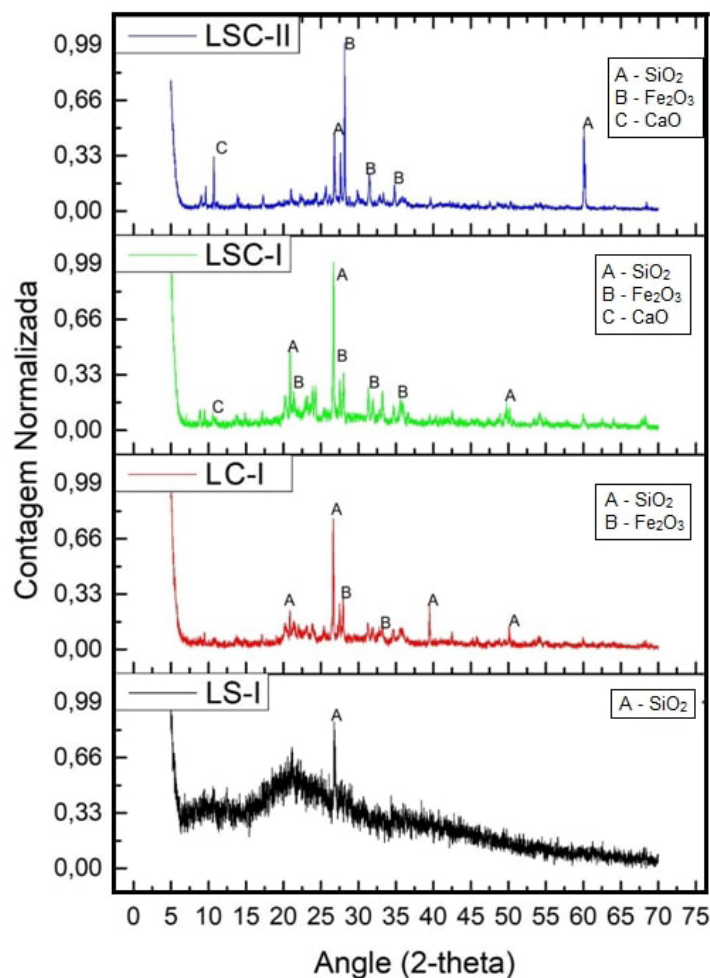 Contagem Normalizada
LSC-II
0,99
0,66
0,33
0,00
C
A
B
B
B
A
A - SiO₂
B - Fe₂O₃
C - CaO
LSC-I
0,99
0,66
0,33
0,00
C
A
B
A
B
B
B
A
A - SiO₂
B - Fe₂O₃
C - CaO
LC-I
0,99
0,66
0,33
0,00
A
A
B
B
A
A
A - SiO₂
B - Fe₂O₃
LS-I
0,99
0,66
0,33
0,00
A
A - SiO₂
0 5 10 15 20 25 30 35 40 45 50 55 60 65 70 75
Angle (2-theta)